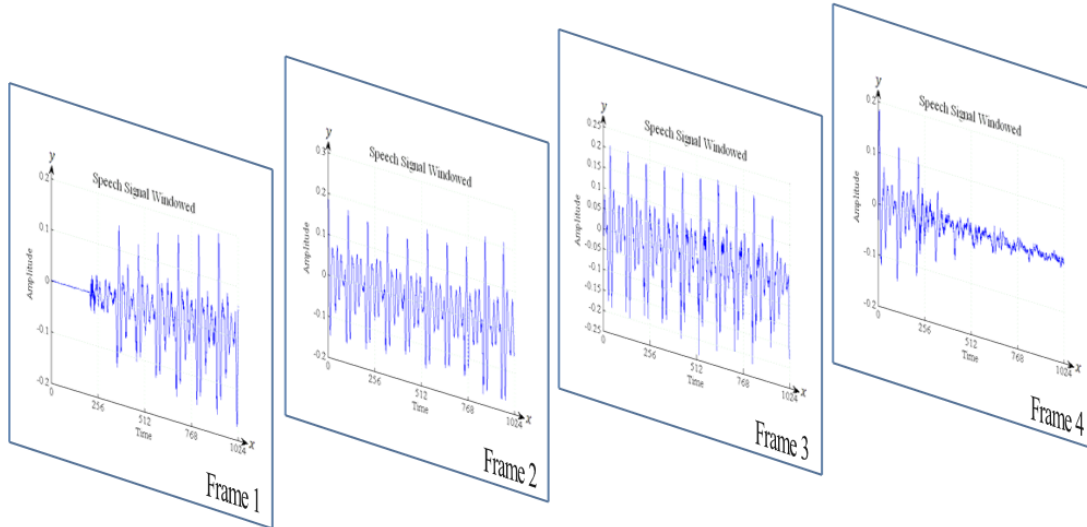 y
Speech Signal Windowed
0.2
0.1
0
-0.1
-0.2
Amplitude
0
256
512
768
1024
x
Time
Frame 1
y
Speech Signal Windowed
0.3
0.2
0.1
0
-0.1
-0.2
Amplitude
0
256
512
768
1024
x
Time
Frame 2
y
Speech Signal Windowed
0.25
0.2
0.15
0.1
0.05
0
-0.05
-0.1
-0.15
-0.2
-0.25
Amplitude
0
256
512
768
1024
x
Time
Frame 3
y
Speech Signal Windowed
0.2
0.1
0
-0.1
-0.2
Amplitude
0
256
512
768
1024
x
Time
Frame 4